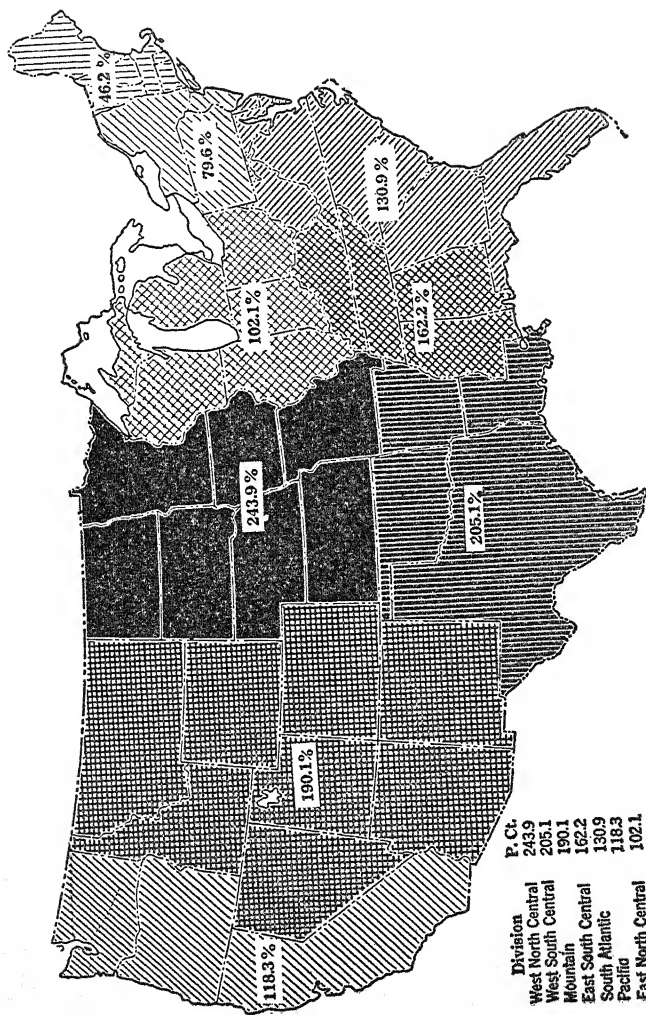 46.2 %
79.6 %
130.9 %
102.1%
162.2 %
243.9 %
205.1%
190.1%
118.3 %
Division P. Ct.
West North Central 243.9
West South Central 205.1
Mountain 190.1
East South Central 162.2
South Atlantic 130.9
Pacific 118.3
East North Central 102.1